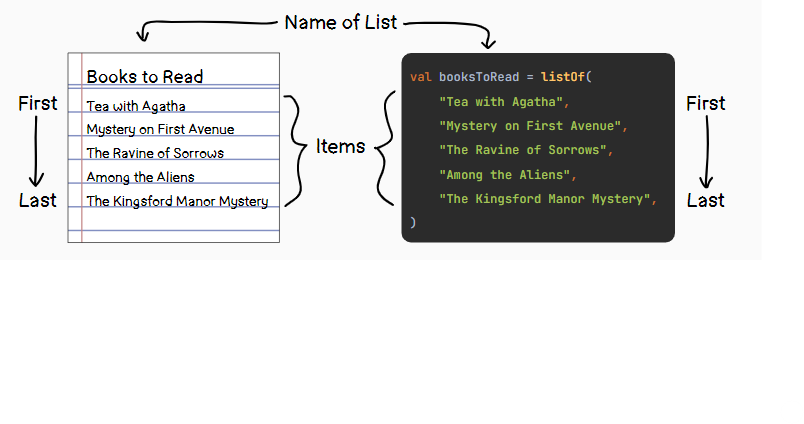 Name of List
Books to Read
Tea with Agatha
Mystery on First Avenue
The Ravine of Sorrows
Among the Aliens
The Kingsford Manor Mystery
First
Last
Items
val booksToRead = listOf(
"Tea with Agatha",
"Mystery on First Avenue",
"The Ravine of Sorrows",
"Among the Aliens",
"The Kingsford Manor Mystery",
)
First
Last